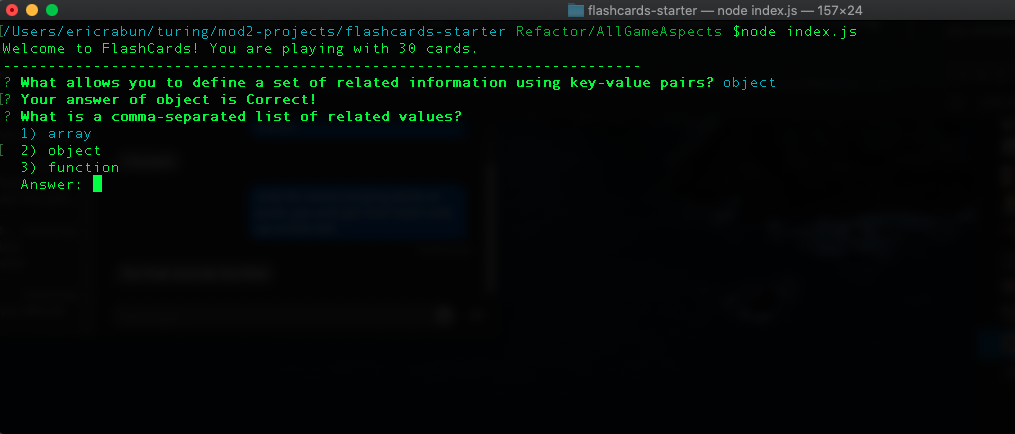 flashcards-starter — node index.js — 157×24
[/Users/ericrabun/turing/mod2-projects/flashcards-starter Refactor/AllGameAspects $node index.js
Welcome to FlashCards! You are playing with 30 cards.
-----------------------------------------------------------------------
? What allows you to define a set of related information using key-value pairs? object
[? Your answer of object is Correct!
? What is a comma-separated list of related values?
1) array
[ 2) object
3) function
Answer: